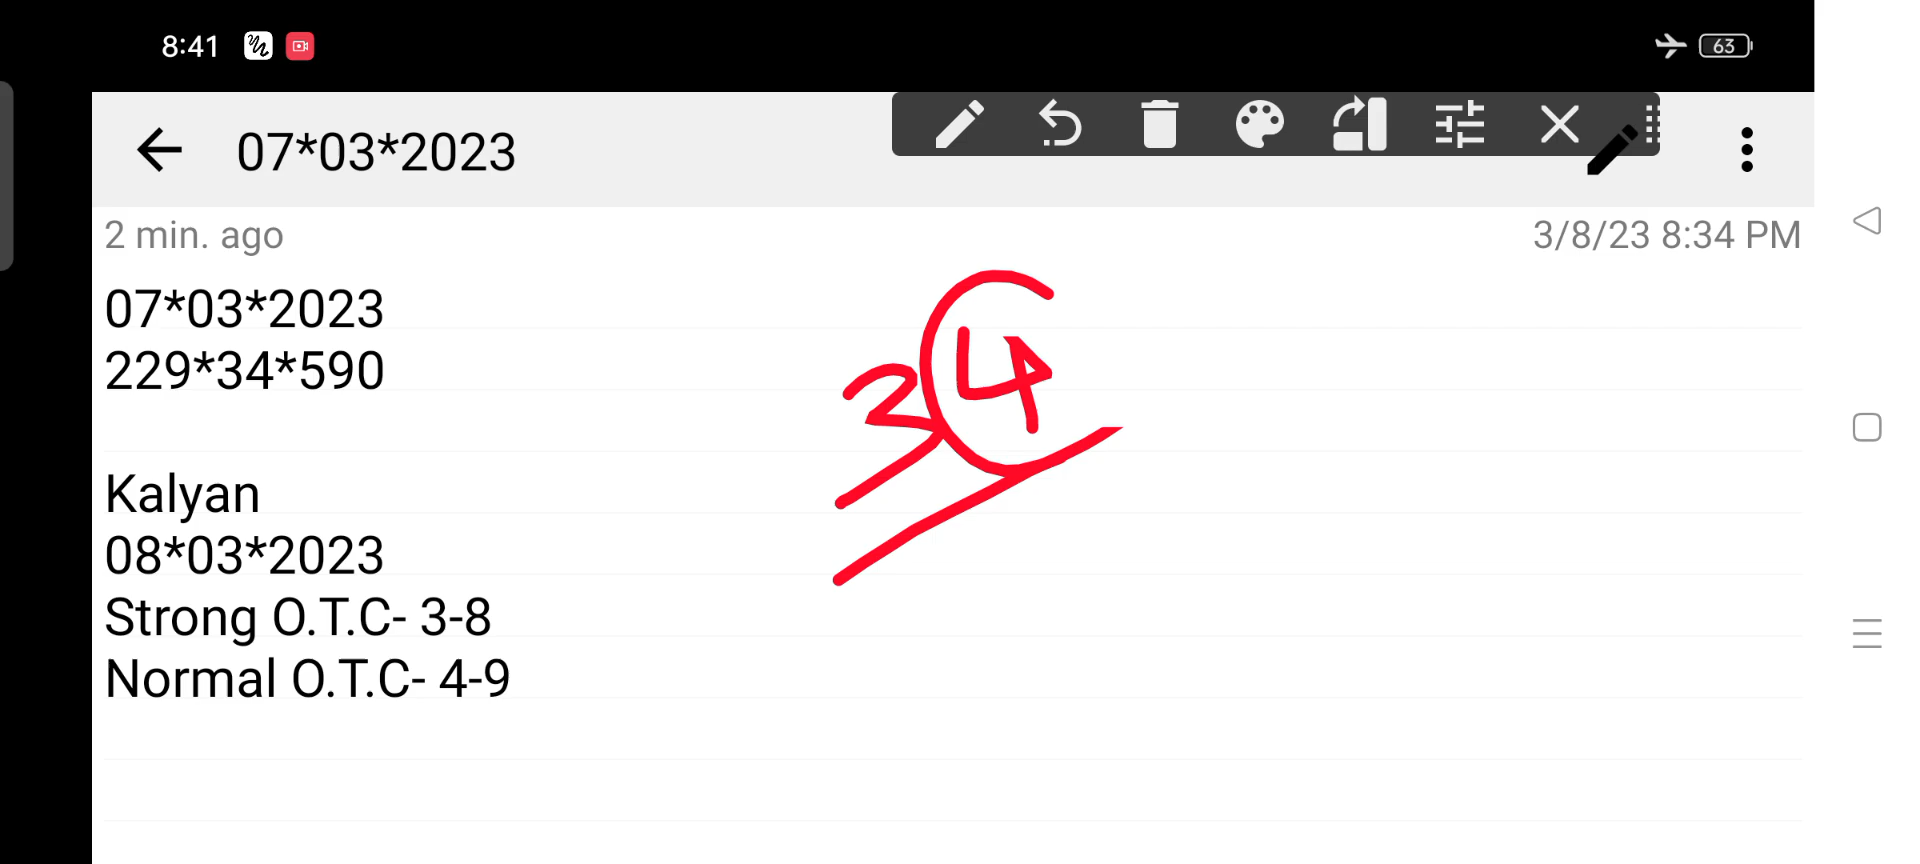 8:41
63
07*03*2023
2 min. ago
3/8/23 8:34 PM
07*03*2023
229*34*590
34
Kalyan
08*03*2023
Strong O.T.C- 3-8
Normal O.T.C- 4-9